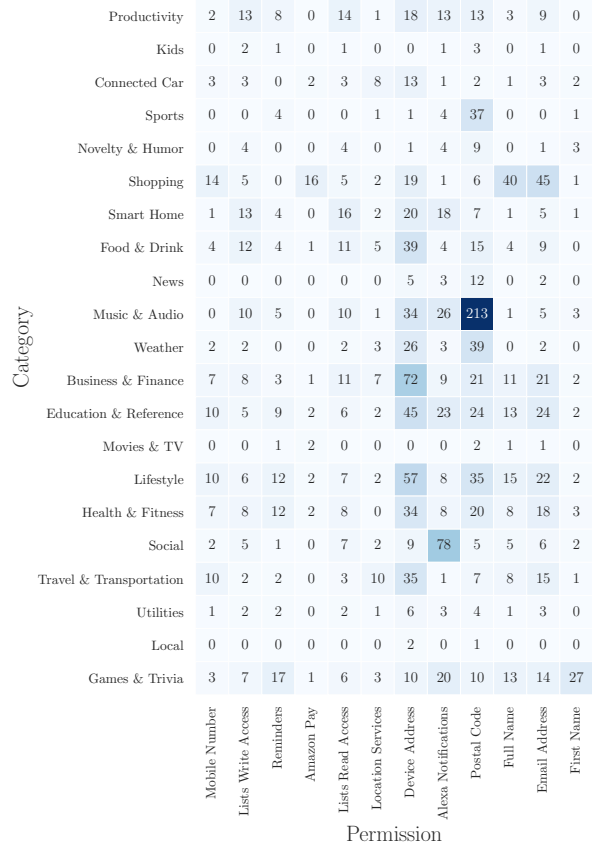 Productivity 2 13 8 0 14 1 18 13 13 3 9 0
Kids 0 2 1 0 1 0 0 1 3 0 1 0
Connected Car 3 3 0 2 3 8 13 1 2 1 3 2
Sports 0 0 4 0 0 1 1 4 37 0 0 1
Novelty & Humor 0 4 0 0 4 0 1 4 9 0 1 3
Shopping 14 5 0 16 5 2 19 1 6 40 45 1
Smart Home 1 13 4 0 16 2 20 18 7 1 5 1
Food & Drink 4 12 4 1 11 5 39 4 15 4 9 0
News 0 0 0 0 0 0 5 3 12 0 2 0
Music & Audio 0 10 5 0 10 1 34 26 213 1 5 3
Weather 2 2 0 0 2 3 26 3 39 0 2 0
Business & Finance 7 8 3 1 11 7 72 9 21 11 21 2
Education & Reference 10 5 9 2 6 2 45 23 24 13 24 2
Movies & TV 0 0 1 2 0 0 0 0 2 1 1 0
Lifestyle 10 6 12 2 7 2 57 8 35 15 22 2
Health & Fitness 7 8 12 2 8 0 34 8 20 8 18 3
Social 2 5 1 0 7 2 9 78 5 5 6 2
Travel & Transportation 10 2 2 0 3 10 35 1 7 8 15 1
Utilities 1 2 2 0 2 1 6 3 4 1 3 0
Local 0 0 0 0 0 0 2 0 1 0 0 0
Games & Trivia 3 7 17 1 6 3 10 20 10 13 14 27
Category
Mobile Number
Lists Write Access
Reminders
Amazon Pay
Lists Read Access
Location Services
Device Address
Alexa Notifications
Postal Code
Full Name
Email Address
First Name
Permission